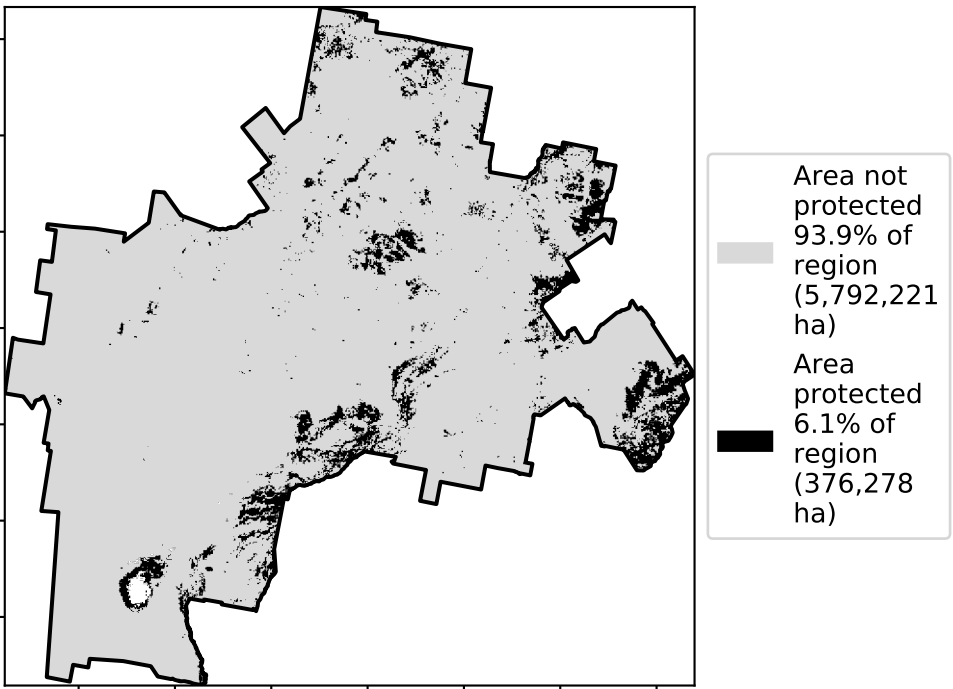 Area not
protected
93.9% of
region
(5,792,221
ha)
Area
protected
6.1% of
region
(376,278
ha)